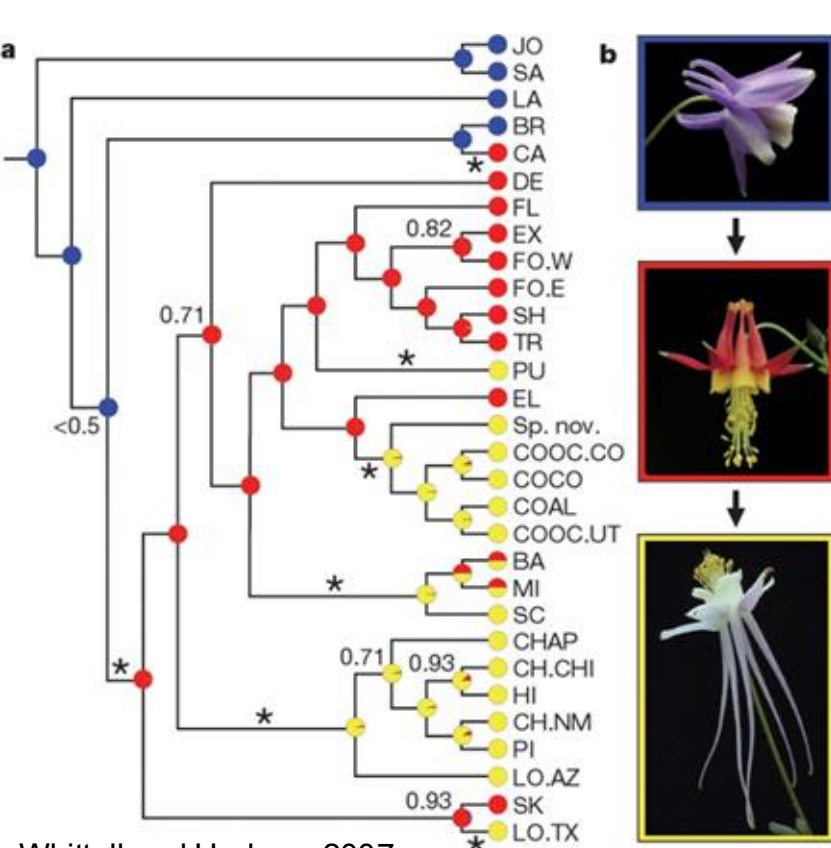 a
b
JO
SA
LA
BR
CA
*
DE
FL
0.82
EX
FO.W
FO.E
0.71
SH
TR
*
PU
EL
<0.5
Sp. nov.
COOC.CO
*
COCO
COAL
COOC.UT
BA
*
MI
SC
CHAP
0.71
0.93
CH.CHI
*
HI
*
CH.NM
PI
LO.AZ
0.93
SK
LO.TX
*